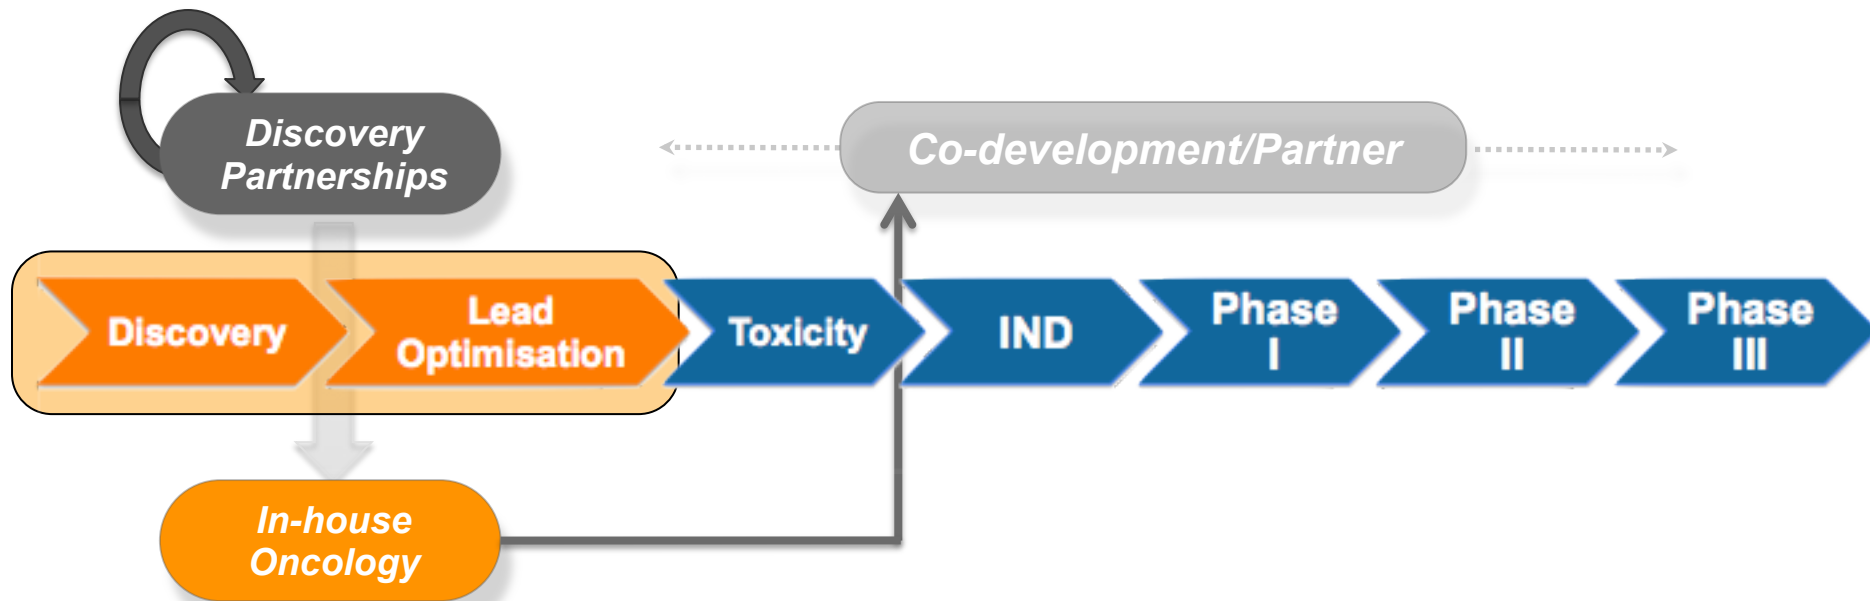 Discovery
Partnerships
Co-development/Partner
Discovery
Lead
Optimisation
Toxicity
IND
Phase
I
Phase
II
Phase
III
In-house
Oncology